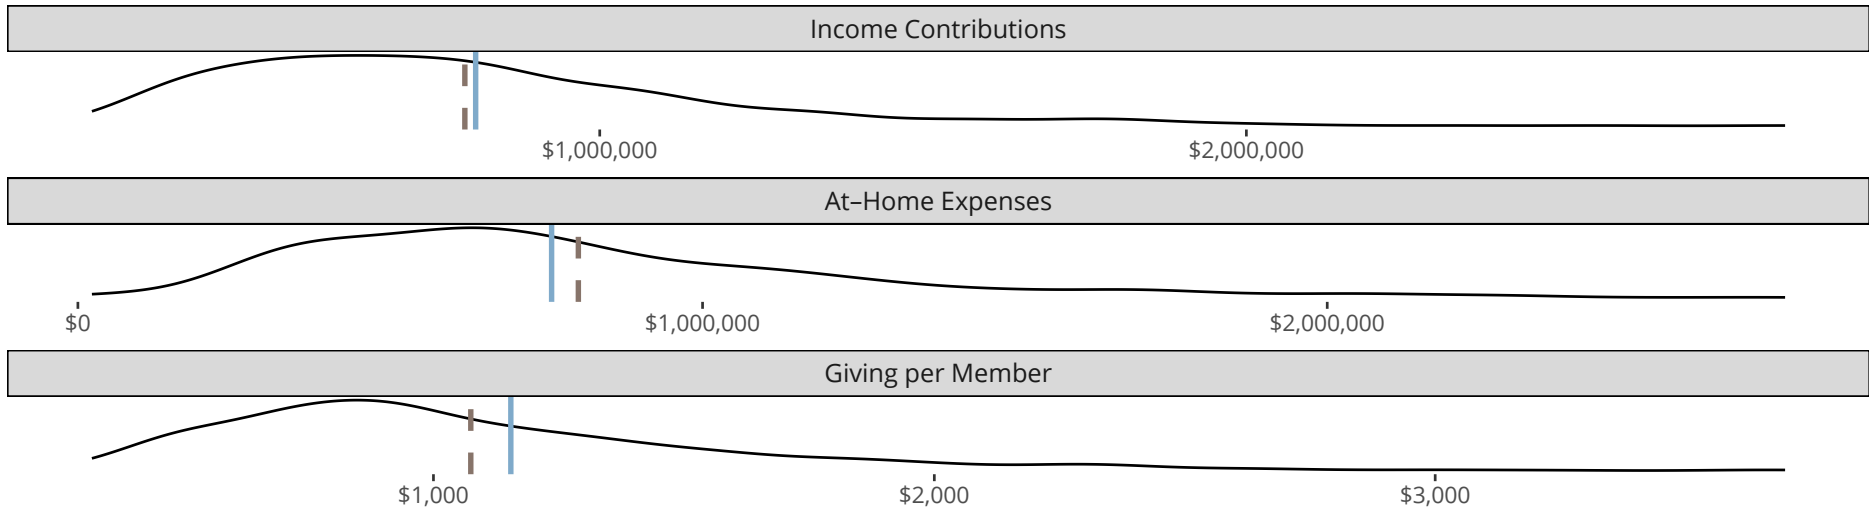 Income Contributions
$1,000,000 $2,000,000
At–Home Expenses
$0 $1,000,000 $2,000,000
Giving per Member
$1,000 $2,000 $3,000